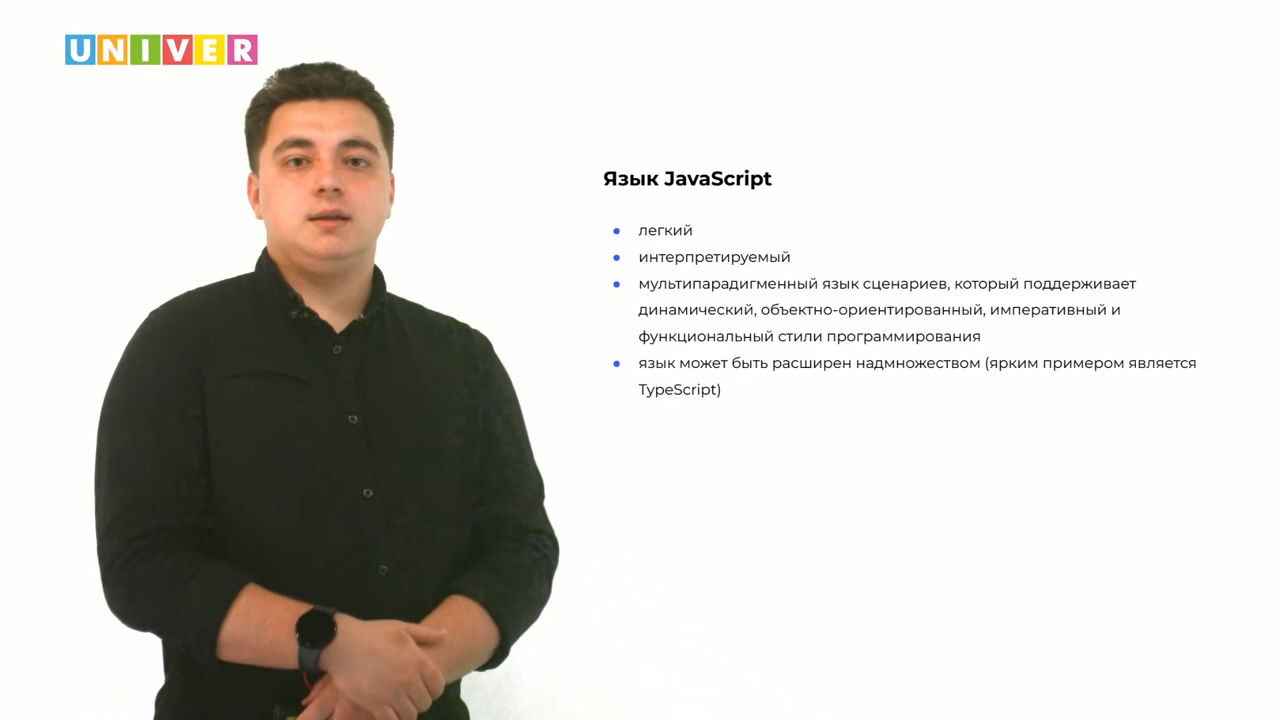 UNIVER
Язык JavaScript
легкий
интерпретируемый
мультипарадигменный язык сценариев, который поддерживает
динамический, объектно-ориентированный, императивный и
функциональный стили программирования
язык может быть расширен надмножеством (ярким примером является
TypeScript)